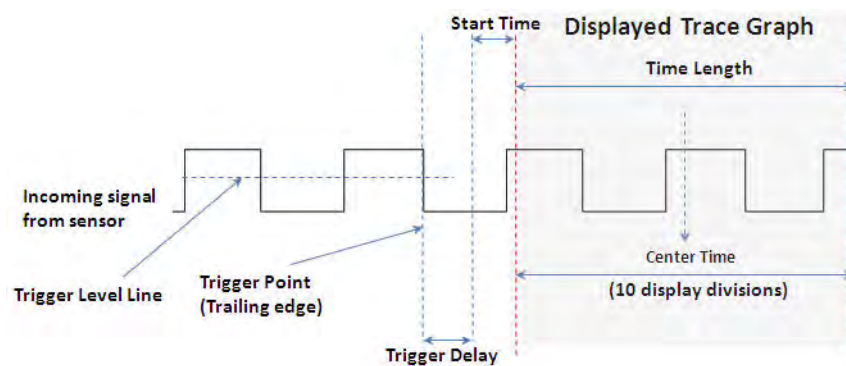 Start Time
Displayed Trace Graph
Time Length
Incoming signal
from sensor
Trigger Level Line
Trigger Point
(Trailing edge)
Center Time
(10 display divisions)
Trigger Delay